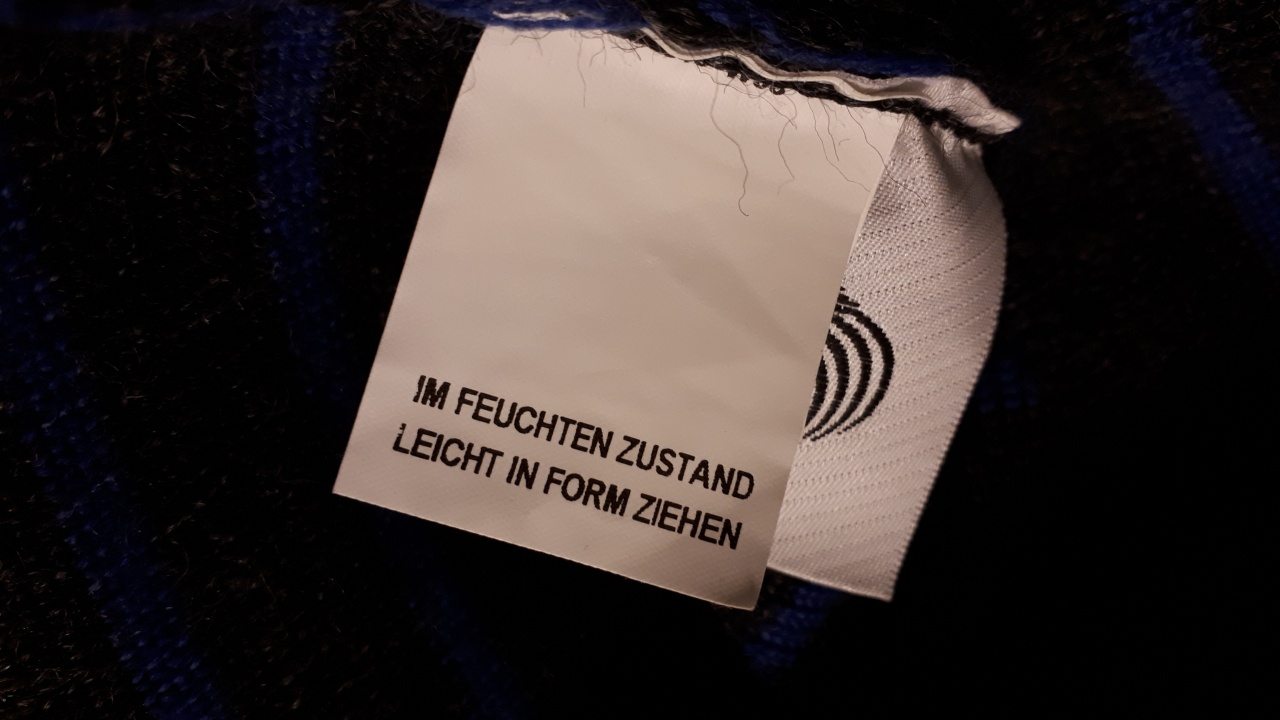 IM FEUCHTEN ZUSTAND
LEICHT IN FORM ZIEHEN